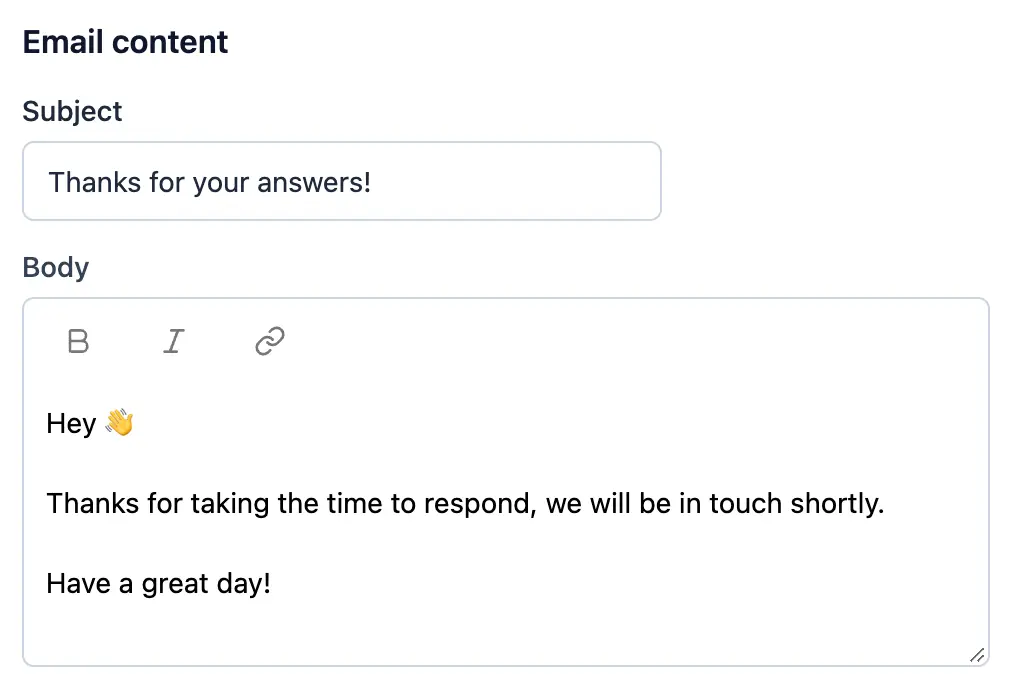 Email content
Subject
Thanks for your answers!
Body
B I
Hey 👋
Thanks for taking the time to respond, we will be in touch shortly.
Have a great day!